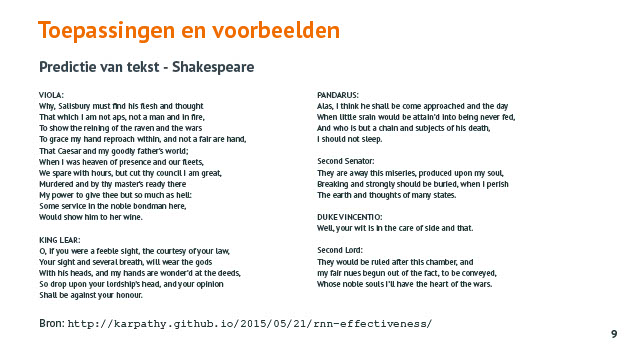 Toepassingen en voorbeelden
Predictie van tekst - Shakespeare
VIOLA:
Why, Salisbury must find his flesh and thought
That which I am not aps, not a man and in fire,
To show the reining of the raven and the wars
To grace my hand reproach within, and not a fair are hand,
That Caesar and my goodly father's world;
When I was heaven of presence and our fleets,
We spare with hours, but cut thy council I am great,
Murdered and by thy master's ready there
My power to give thee but so much as hell:
Some service in the noble bondman here,
Would show him to her wine.
KING LEAR:
O, if you were a feeble sight, the courtesy of your law,
Your sight and several breath, will wear the gods
With his heads, and my hands are wonder'd at the deeds,
So drop upon your lordship's head, and your opinion
Shall be against your honour.
PANDARUS:
Alas, I think he shall be come approached and the day
When little srain would be attain'd into being never fed,
And who is but a chain and subjects of his death,
I should not sleep.
Second Senator:
They are away this miseries, produced upon my soul,
Breaking and strongly should be buried, when I perish
The earth and thoughts of many states.
DUKE VINCENTIO:
Well, your wit is in the care of side and that.
Second Lord:
They would be ruled after this chamber, and
my fair nues begun out of the fact, to be conveyed,
Whose noble souls I'll have the heart of the wars.
Bron: http://karpathy.github.io/2015/05/21/rnn-effectiveness/
9